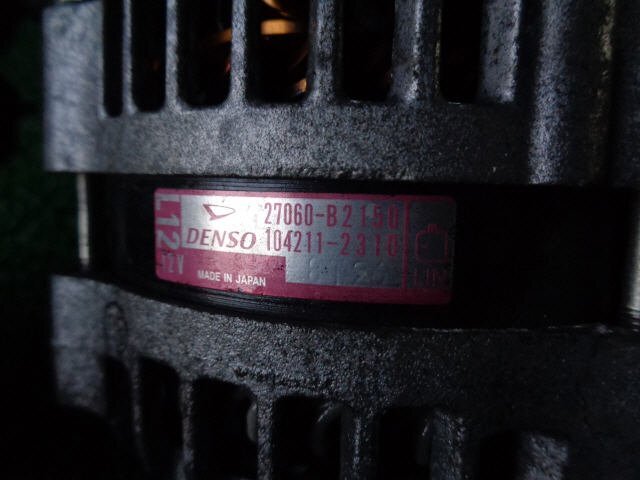 L12
12V
27060-B2150
DENSO 104211-2310
MADE IN JAPAN